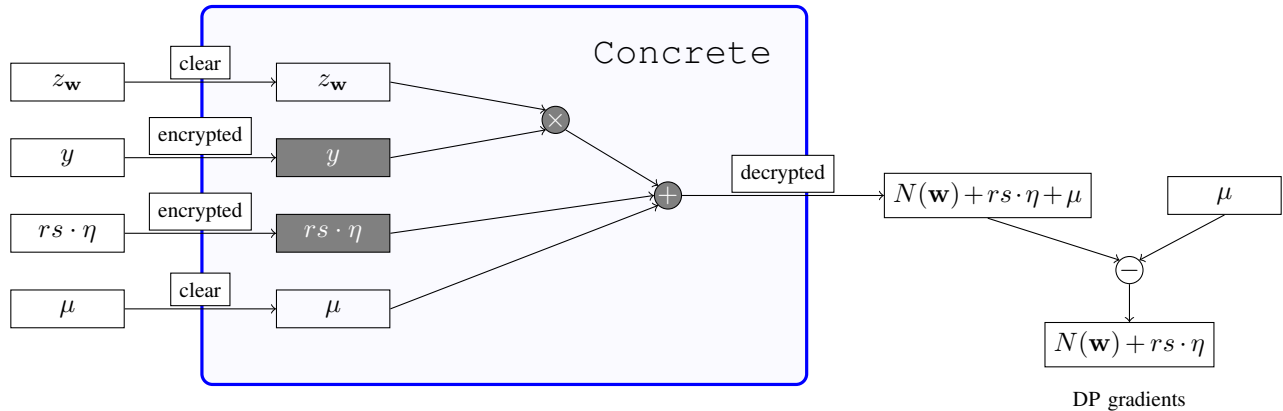 Concrete
z_w
clear
z_w
×
y
encrypted
y
rs · η
encrypted
rs · η
+
decrypted
N(w) + rs · η + μ
μ
μ
clear
μ
−
N(w) + rs · η
DP gradients